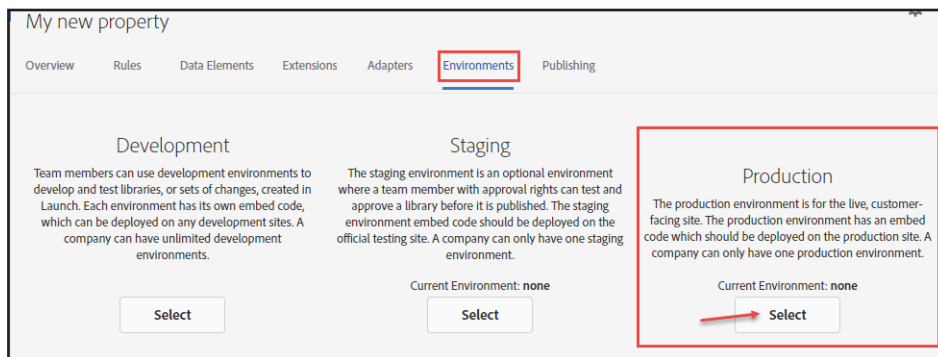 My new property
Overview Rules Data Elements Extensions Adapters Environments Publishing
Development
Team members can use development environments to
develop and test libraries, or sets of changes, created in
Launch. Each environment has its own embed code,
which can be deployed on any development sites. A
company can have unlimited development
environments.
Select
Staging
The staging environment is an optional environment
where a team member with approval rights can test and
approve a library before it is published. The staging
environment embed code should be deployed on the
official testing site. A company can only have one staging
environment.
Current Environment: none
Select
Production
The production environment is for the live, customer-
facing site. The production environment has an embed
code which should be deployed on the production site. A
company can only have one production environment.
Current Environment: none
Select